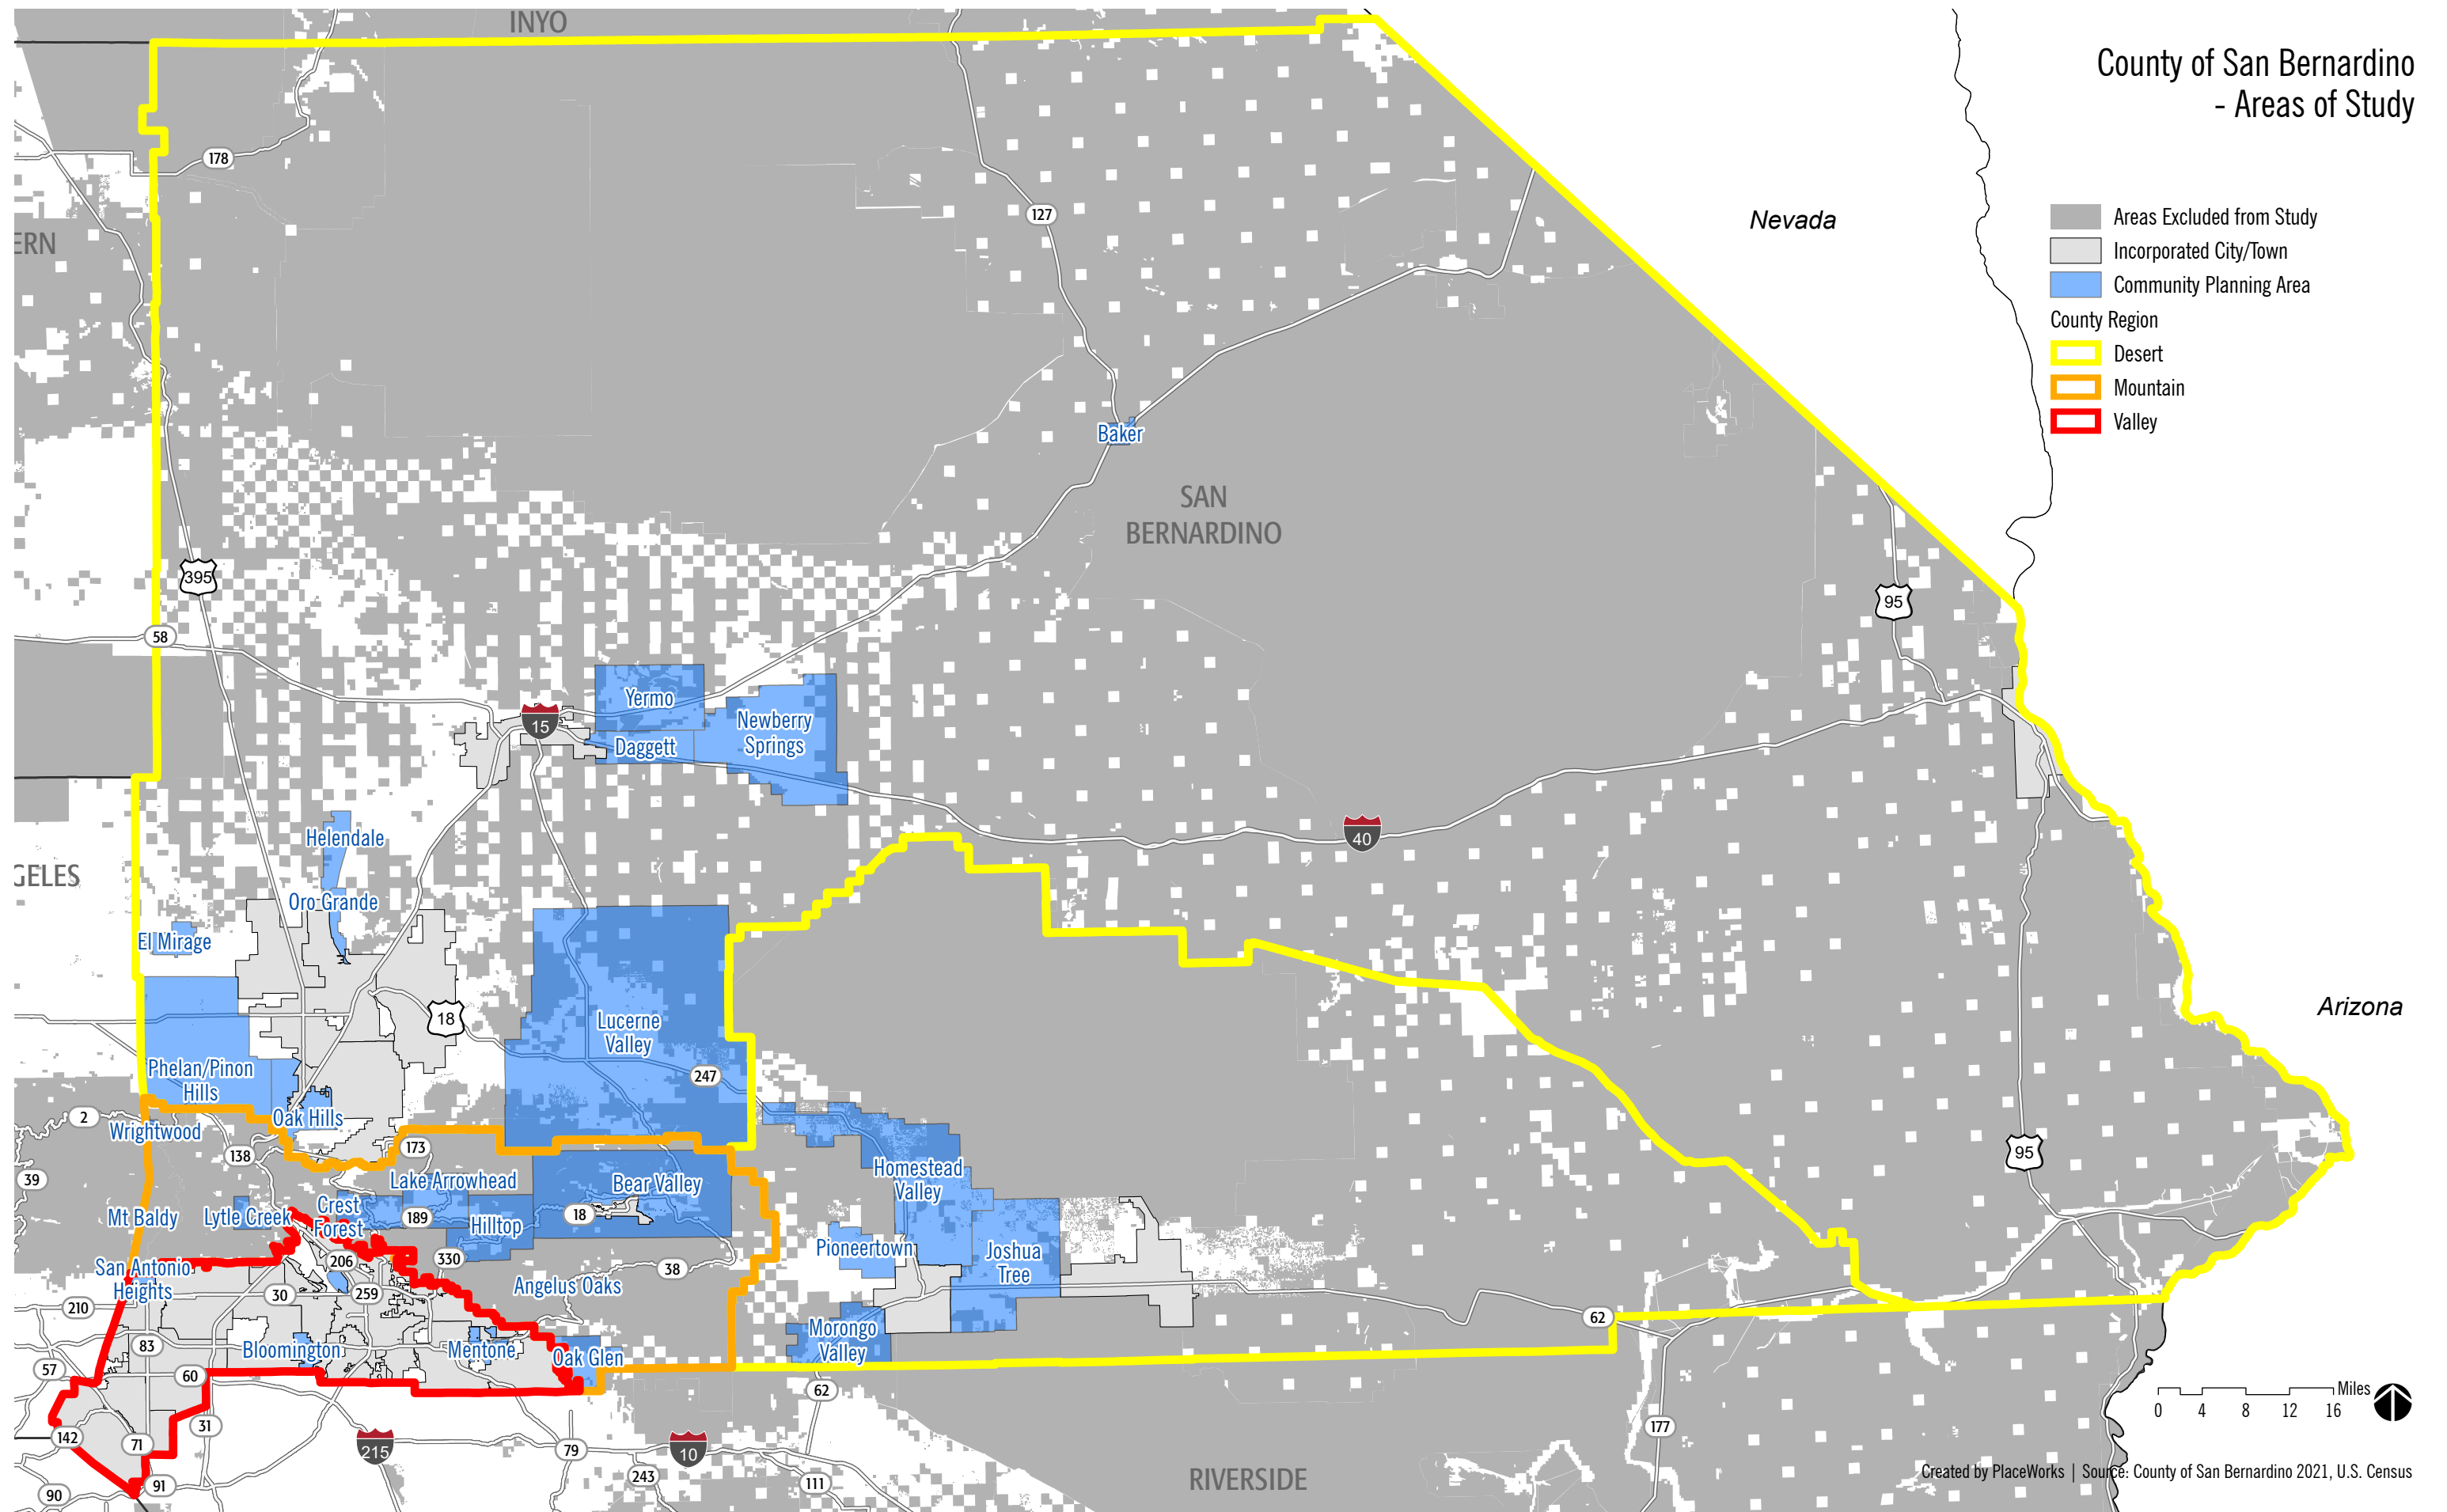 INYO
County of San Bernardino
- Areas of Study
178
127
Nevada
ERN
Areas Excluded from Study
Incorporated City/Town
Community Planning Area
County Region
Desert
Mountain
Valley
Baker
SAN
BERNARDINO
395
95
58
Yermo
Newberry
Springs
15
Daggett
Helendale
40
GELES
Oro Grande
El Mirage
Arizona
18
Lucerne
Valley
Phelan/Pinon
Hills
247
2
Oak Hills
Wrightwood
138
173
95
39
Lake Arrowhead
Bear Valley
Homestead
Valley
Mt Baldy
Lytle Creek
Crest
Forest
189
Hilltop
18
Pioneertown
Joshua
Tree
San Antonio
Heights
206
330
38
Angelus Oaks
210
30
259
62
Morongo
Valley
83
Bloomington
Mentone
Oak Glen
57
60
62
Miles
0 4 8 12 16
31
142
71
215
79
10
177
91
90
243
111
RIVERSIDE
Created by PlaceWorks | Source: County of San Bernardino 2021, U.S. Census